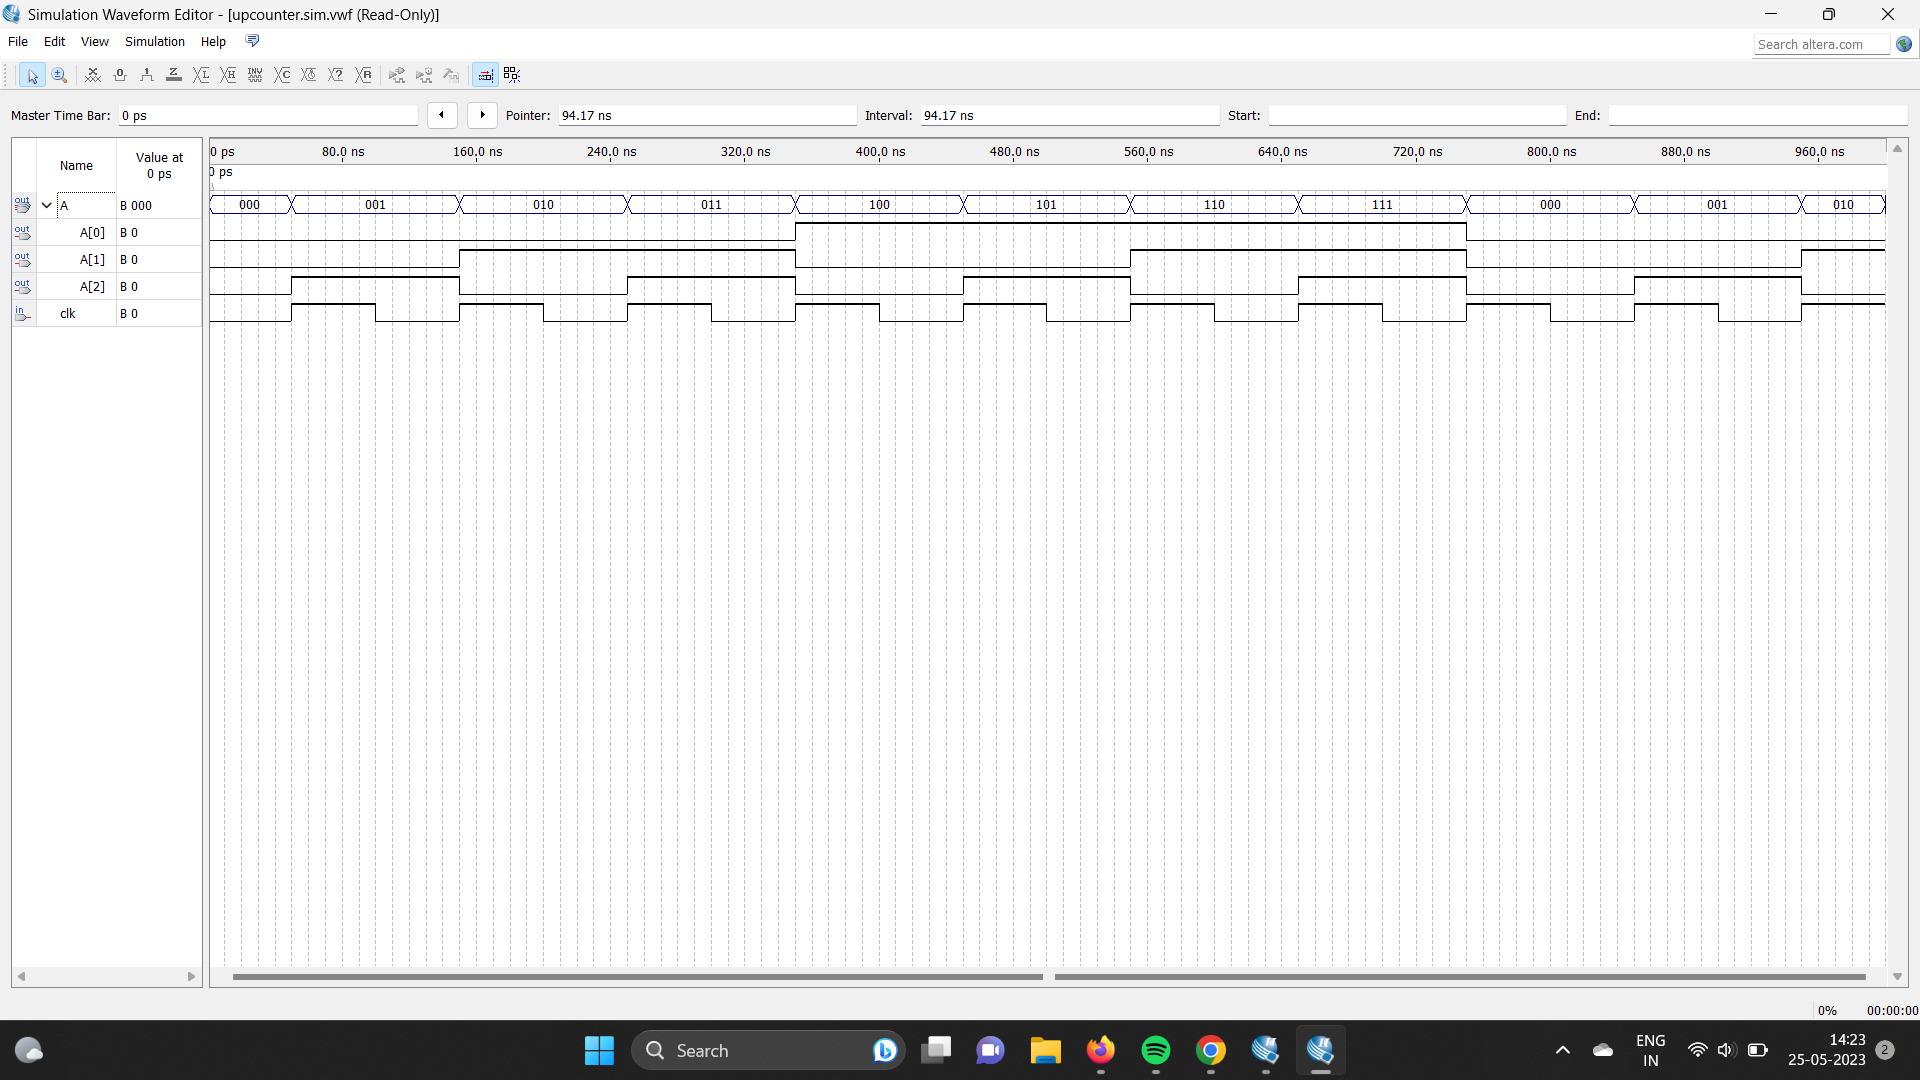 Simulation Waveform Editor - [upcounter.sim.vwf (Read-Only)]
File Edit View Simulation Help
Search altera.com
Master Time Bar: 0 ps Pointer: 94.17 ns Interval: 94.17 ns Start: End:
Name Value at 0 ps
0 ps 80.0 ns 160.0 ns 240.0 ns 320.0 ns 400.0 ns 480.0 ns 560.0 ns 640.0 ns 720.0 ns 800.0 ns 880.0 ns 960.0 ns
0 ps
A B 000 000 001 010 011 100 101 110 111 000 001 010
A[0] B 0
A[1] B 0
A[2] B 0
clk B 0
0% 00:00:00
Search
ENG
IN
14:23
25-05-2023
2